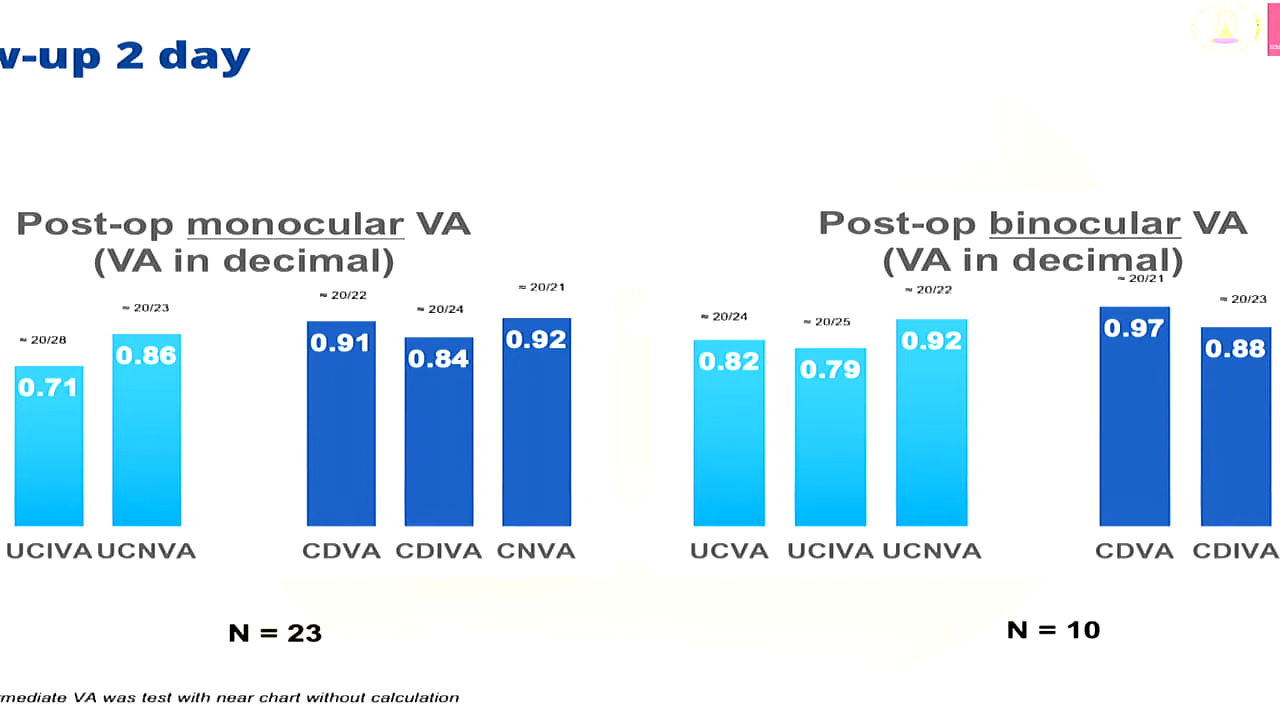 w-up 2 day
Post-op monocular VA
(VA in decimal)
≈ 20/28
≈ 20/23
≈ 20/22
≈ 20/24
≈ 20/21
0.71
0.86
0.91
0.84
0.92
UCIVA UCNVA CDVA CDIVA CNVA
N = 23
Post-op binocular VA
(VA in decimal)
≈ 20/24
≈ 20/25
≈ 20/22
≈ 20/21
≈ 20/23
0.82
0.79
0.92
0.97
0.88
UCVA UCIVA UCNVA CDVA CDIVA
N = 10
rmediate VA was test with near chart without calculation